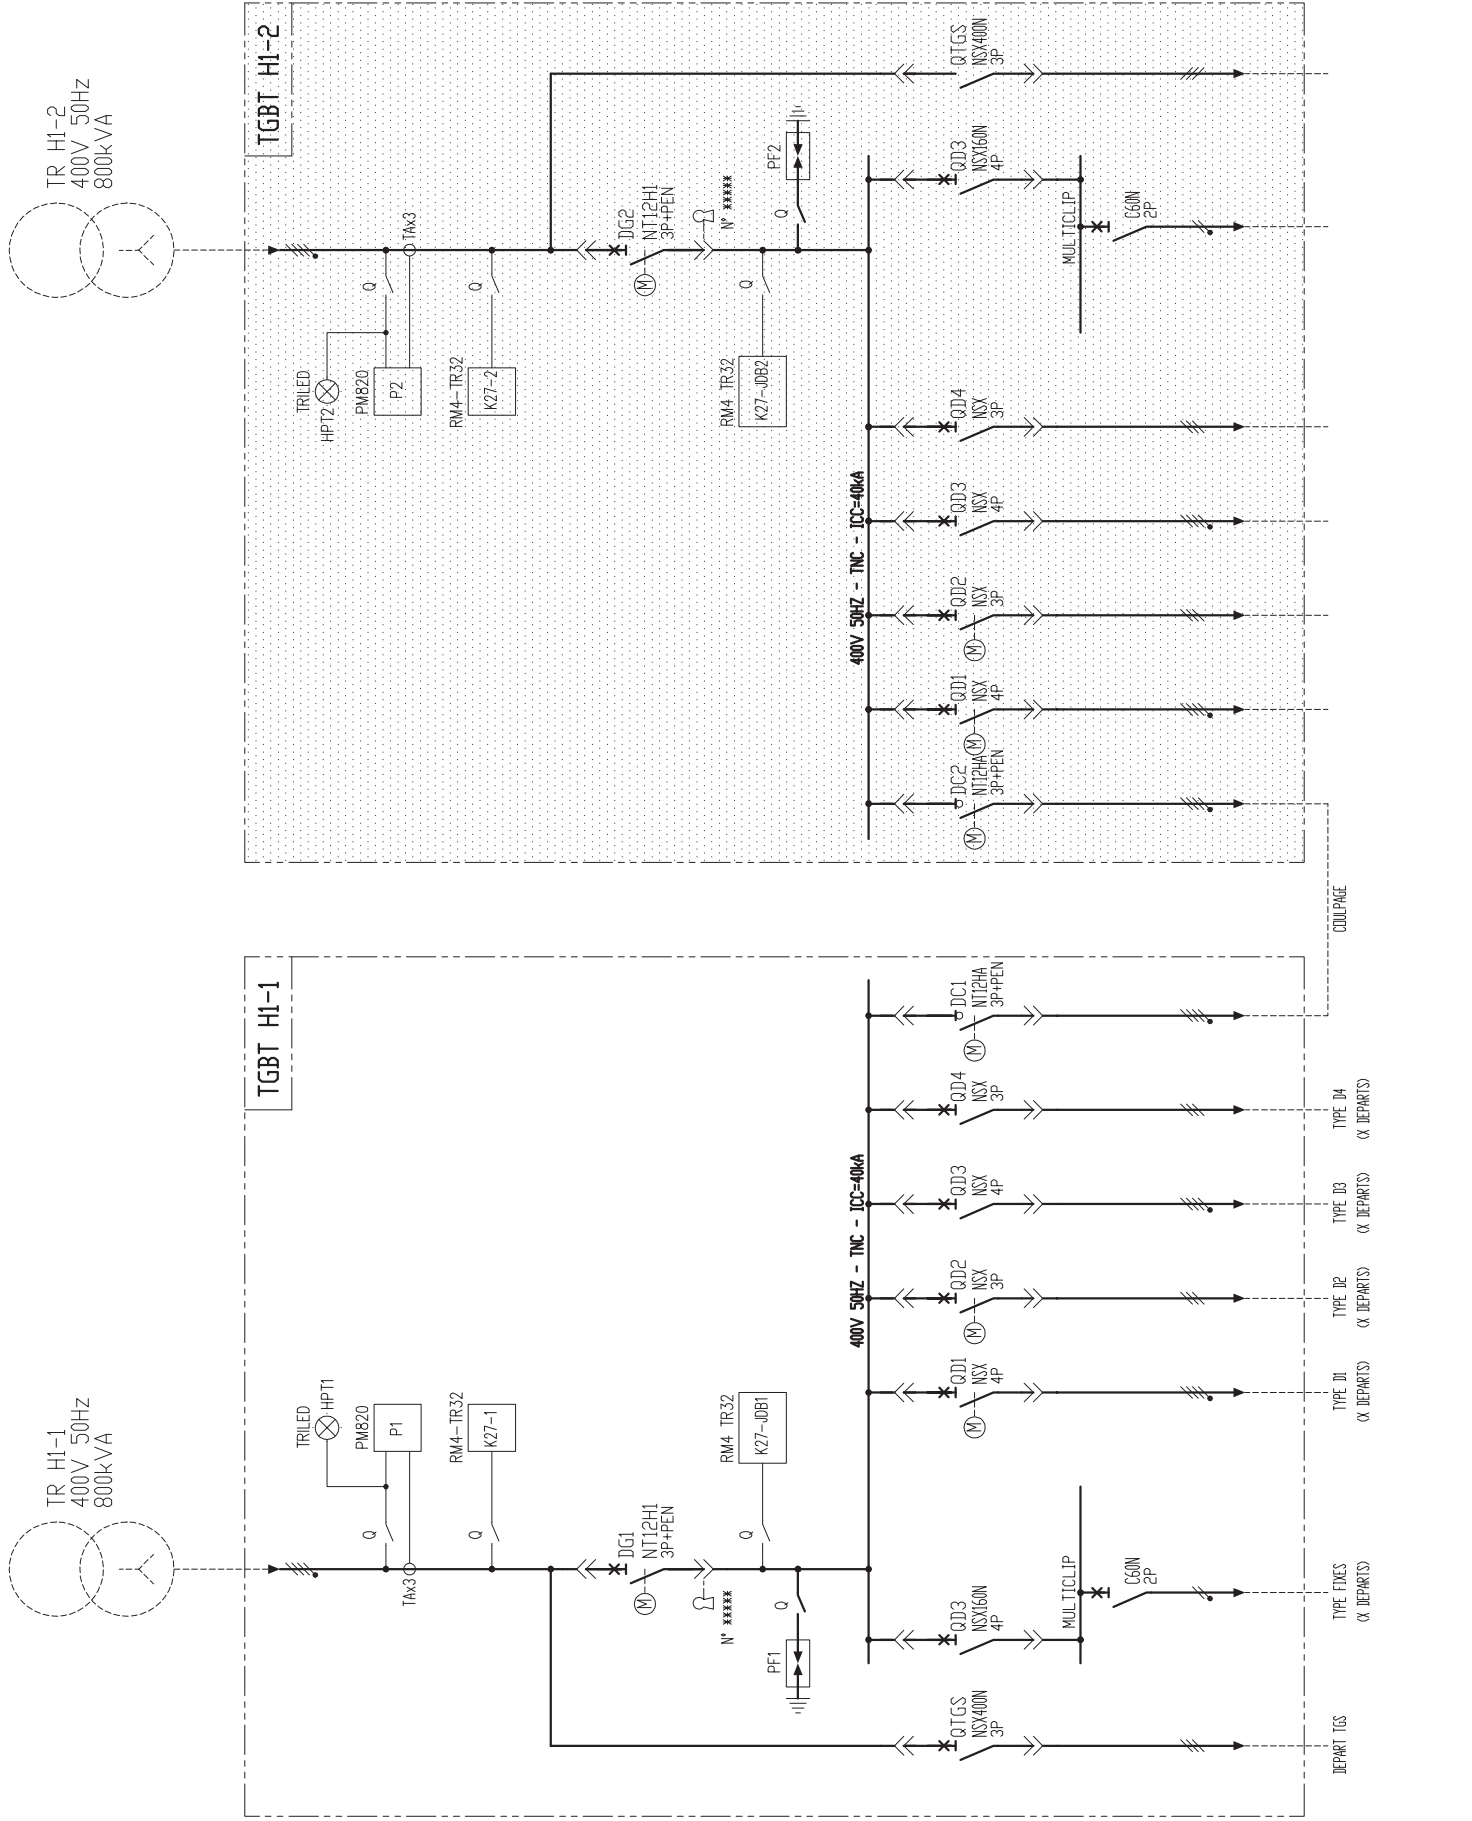 TR H1-1
400V 50Hz
800kVA
TGBT H1-1
TRILED
HPT1
PM820
P1
Q
TAx3
RM4-TR32
K27-1
Q
DG1
NT12H1
3P+PEN
M
N° *****
RM4 TR32
K27-JDB1
Q
Q
PF1
400V 50HZ - TNC - ICC=40kA
QTGS
NSX400N
3P
QD3
NSX160N
4P
MULTICLIP
C60N
2P
QD1
NSX
4P
M
QD2
NSX
3P
M
QD3
NSX
4P
QD4
NSX
3P
DC1
NT12HA
3P+PEN
M
DEPART TGS
TYPE FIXES
(X DEPARTS)
TYPE D1
(X DEPARTS)
TYPE D2
(X DEPARTS)
TYPE D3
(X DEPARTS)
TYPE D4
(X DEPARTS)
COULPAGE
TR H1-2
400V 50Hz
800kVA
TGBT H1-2
TRILED
HPT2
PM820
P2
Q
TAx3
RM4-TR32
K27-2
Q
DG2
NT12H1
3P+PEN
M
N° *****
RM4 TR32
K27-JDB2
Q
Q
PF2
400V 50HZ - TNC - ICC=40kA
DC2
NT12HA
3P+PEN
M
QD1
NSX
4P
M
QD2
NSX
3P
M
QD3
NSX
4P
QD4
NSX
3P
QD3
NSX160N
4P
MULTICLIP
C60N
2P
QTGS
NSX400N
3P